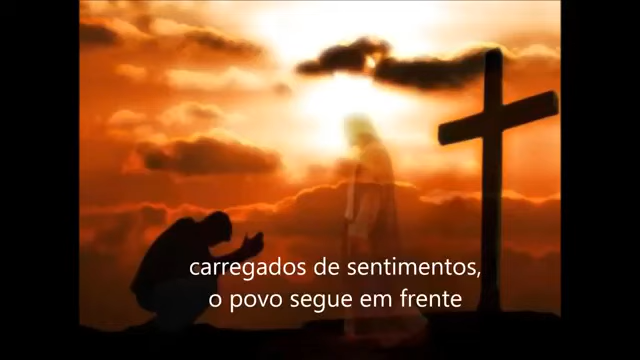 carregados de sentimentos,
o povo segue em frente